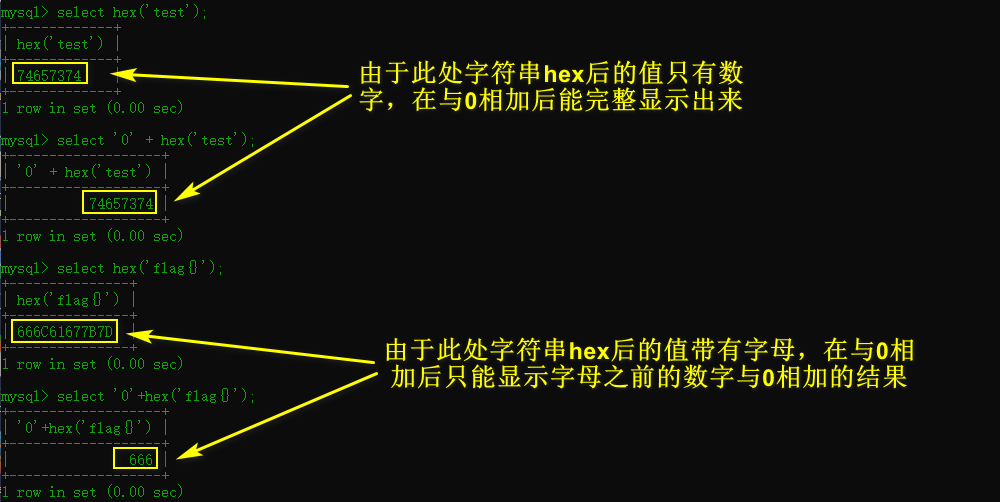 mysql> select hex('test');
+-------------+
| hex('test') |
+-------------+
| 74657374 |
+-------------+
1 row in set (0.00 sec)
由于此处字符串hex后的值只有数
字，在与0相加后能完整显示出来
mysql> select '0' + hex('test');
+-------------------+
| '0' + hex('test') |
+-------------------+
| 74657374 |
+-------------------+
1 row in set (0.00 sec)
mysql> select hex('flag{}');
+---------------+
| hex('flag{}') |
+---------------+
| 666C61677B7D |
+---------------+
1 row in set (0.00 sec)
由于此处字符串hex后的值带有字母，在与0相
加后只能显示字母之前的数字与0相加的结果
mysql> select '0'+hex('flag{}');
+-------------------+
| '0'+hex('flag{}') |
+-------------------+
| 666 |
+-------------------+
1 row in set (0.00 sec)